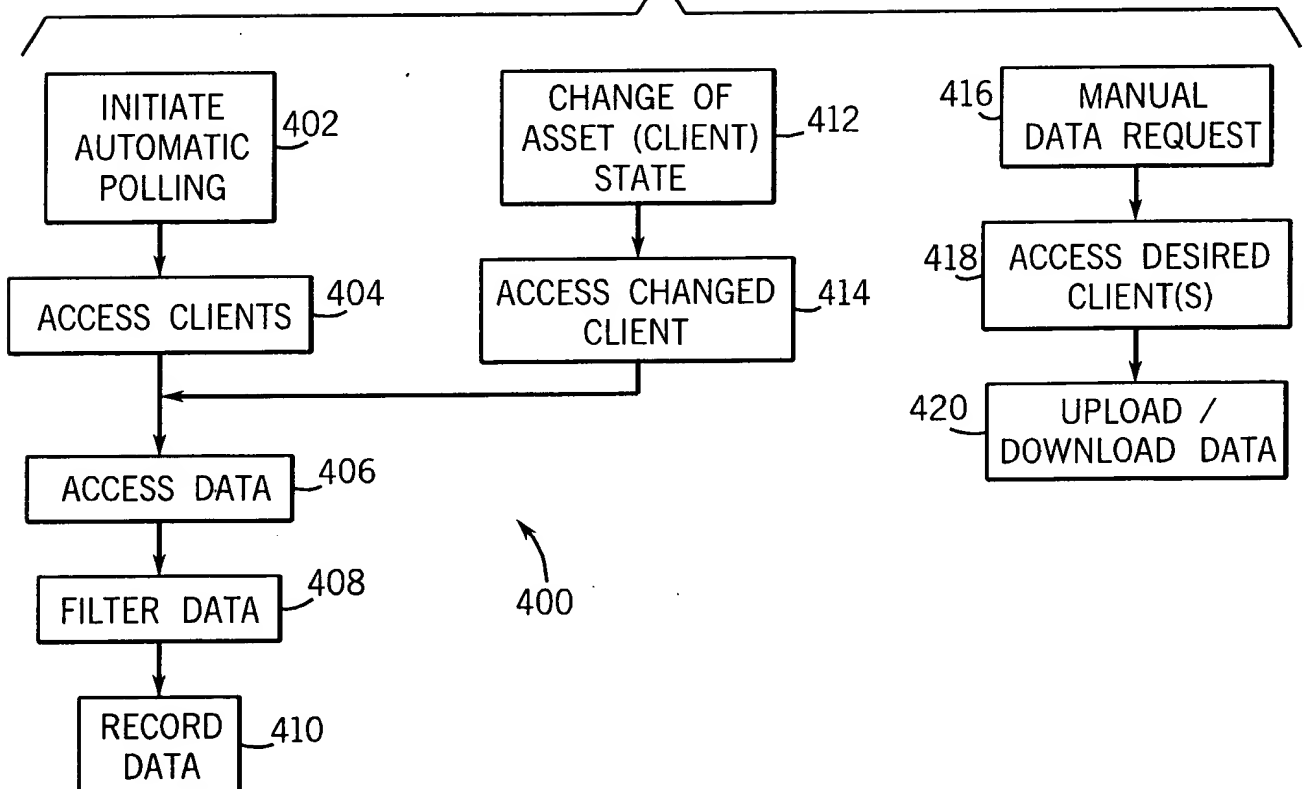 INITIATE
AUTOMATIC
POLLING
402
ACCESS CLIENTS
404
CHANGE OF
ASSET (CLIENT)
STATE
412
ACCESS CHANGED
CLIENT
414
416
MANUAL
DATA REQUEST
418
ACCESS DESIRED
CLIENT(S)
420
UPLOAD /
DOWNLOAD DATA
ACCESS DATA
406
FILTER DATA
408
RECORD
DATA
410
400